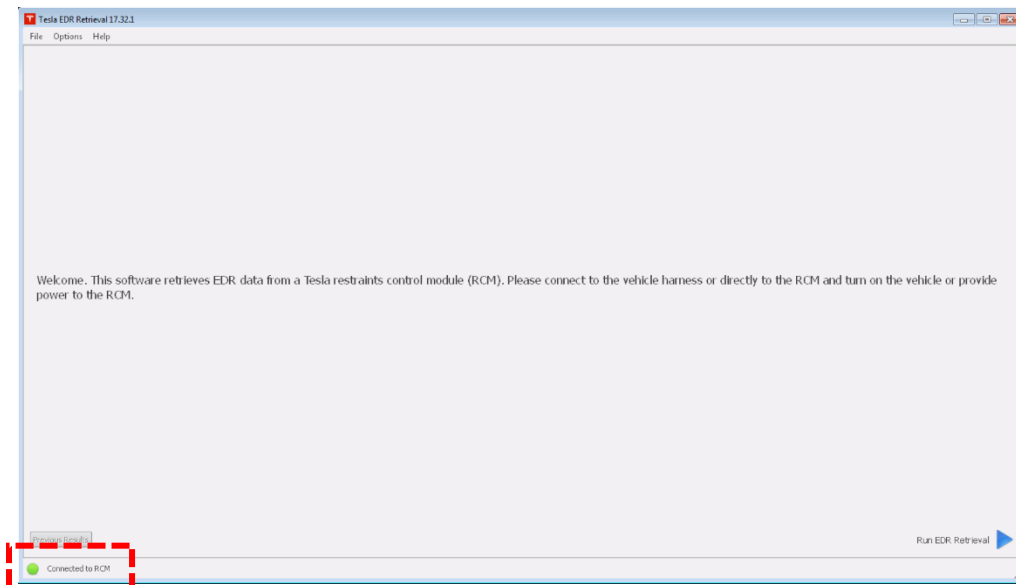 Tesla EDR Retrieval 17.32.1
File Options Help
Welcome. This software retrieves EDR data from a Tesla restraints control module (RCM). Please connect to the vehicle harness or directly to the RCM and turn on the vehicle or provide
power to the RCM.
Previous Results
Run EDR Retrieval
Connected to RCM